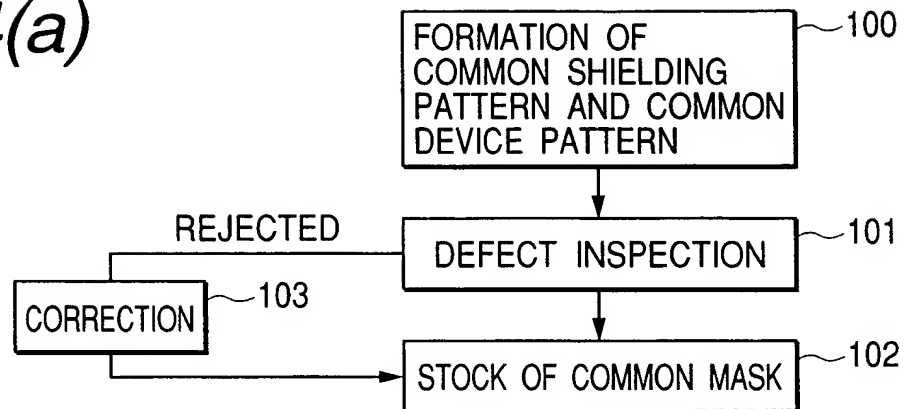 (a)
FORMATION OF
COMMON SHIELDING
PATTERN AND COMMON
DEVICE PATTERN
100
REJECTED
DEFECT INSPECTION
101
CORRECTION
103
STOCK OF COMMON MASK
102